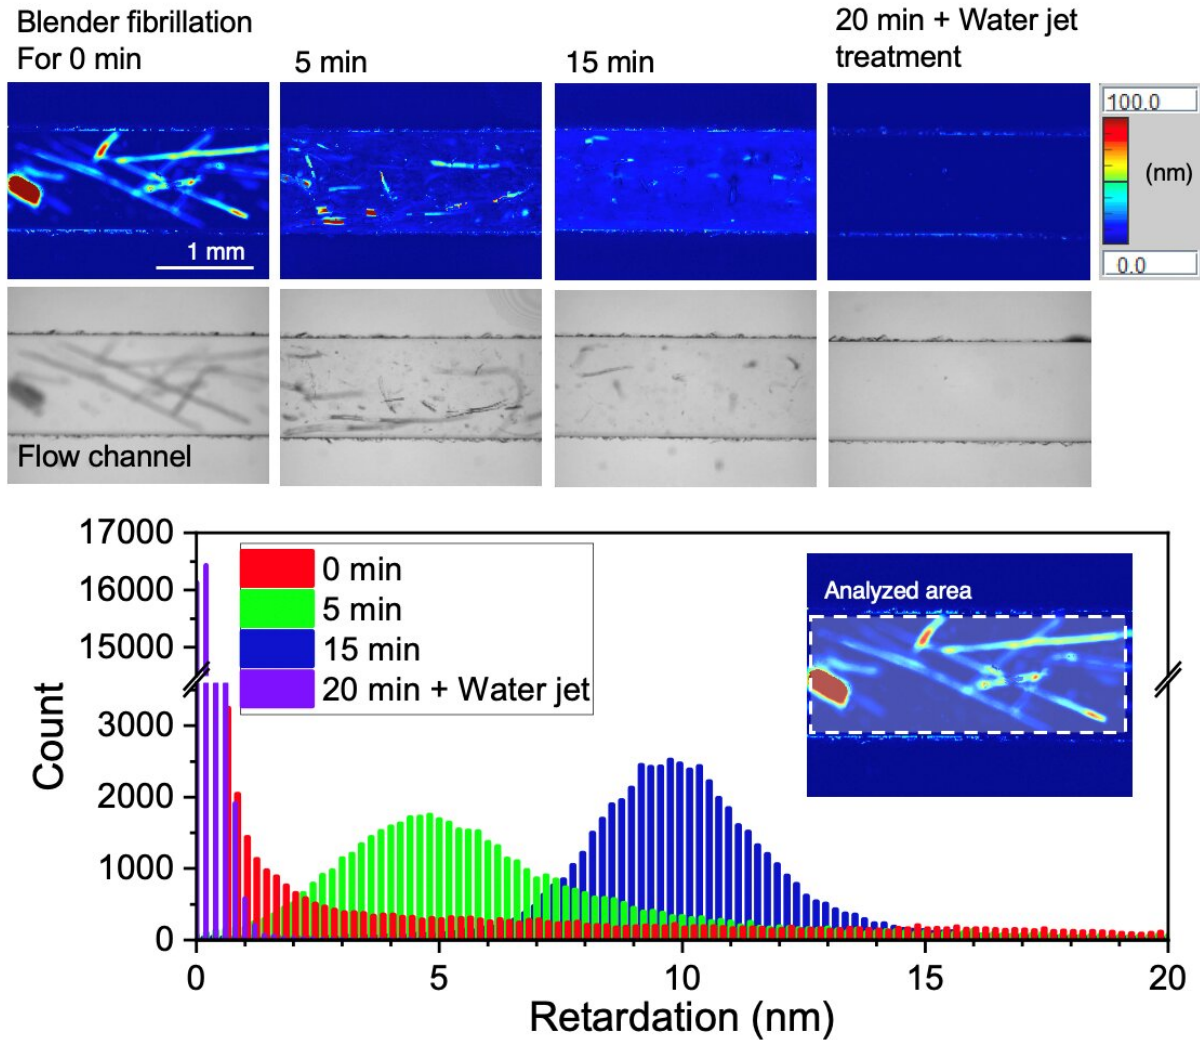 Blender fibrillation
For 0 min
5 min
15 min
20 min + Water jet
treatment
100.0
(nm)
0.0
1 mm
Flow channel
17000
16000
15000
3000
2000
1000
0
Count
0 min
5 min
15 min
20 min + Water jet
Analyzed area
0
5
10
15
20
Retardation (nm)